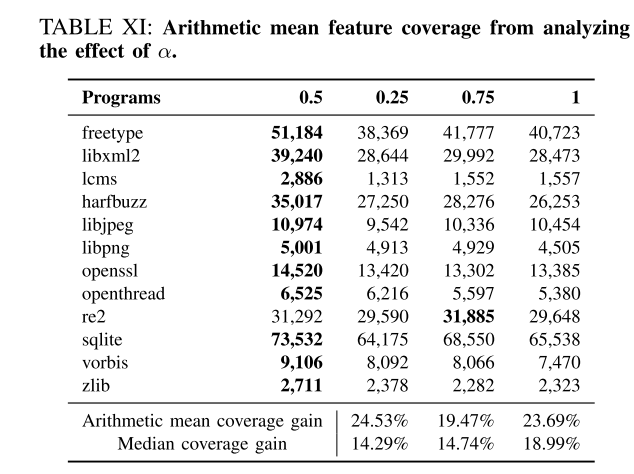 TABLE XI: Arithmetic mean feature coverage from analyzing
the effect of α.
Programs 0.5 0.25 0.75 1
freetype 51,184 38,369 41,777 40,723
libxml2 39,240 28,644 29,992 28,473
lcms 2,886 1,313 1,552 1,557
harfbuzz 35,017 27,250 28,276 26,253
libjpeg 10,974 9,542 10,336 10,454
libpng 5,001 4,913 4,929 4,505
openssl 14,520 13,420 13,302 13,385
openthread 6,525 6,216 5,597 5,380
re2 31,292 29,590 31,885 29,648
sqlite 73,532 64,175 68,550 65,538
vorbis 9,106 8,092 8,066 7,470
zlib 2,711 2,378 2,282 2,323
Arithmetic mean coverage gain 24.53% 19.47% 23.69%
Median coverage gain 14.29% 14.74% 18.99%